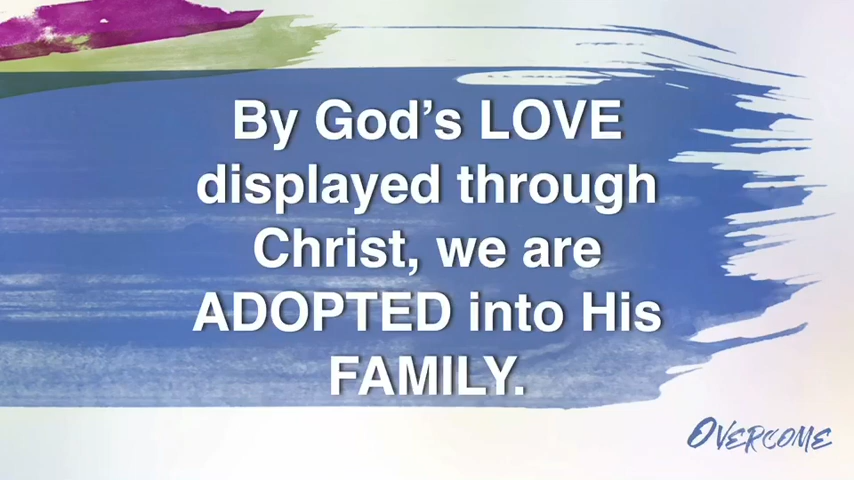 By God’s LOVE
displayed through
Christ, we are
ADOPTED into His
FAMILY.
OVERCOME